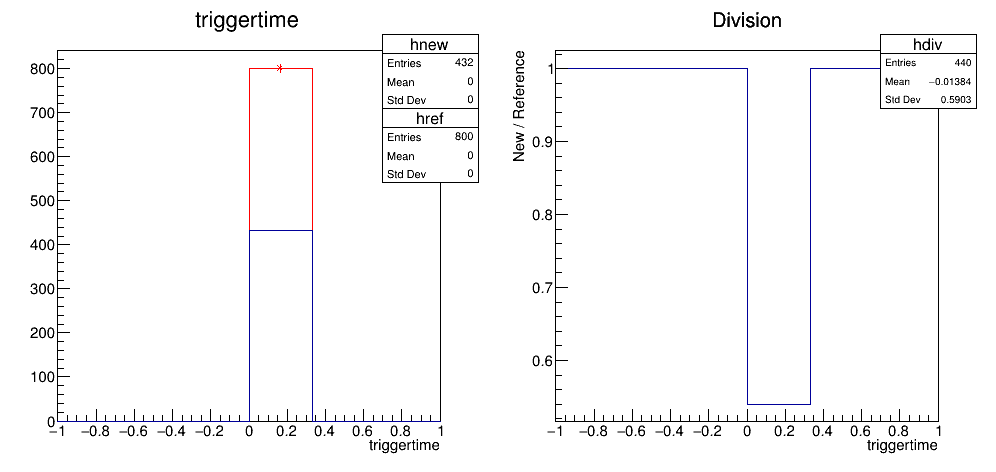 triggertime
hnew
Entries 432
Mean 0
Std Dev 0
href
Entries 800
Mean 0
Std Dev 0
800
700
600
500
400
300
200
100
0
−1 −0.8 −0.6 −0.4 −0.2 0 0.2 0.4 0.6 0.8 1
triggertime
Division
hdiv
Entries 440
Mean −0.01384
Std Dev 0.5903
New / Reference
1
0.9
0.8
0.7
0.6
−1 −0.8 −0.6 −0.4 −0.2 0 0.2 0.4 0.6 0.8 1
triggertime